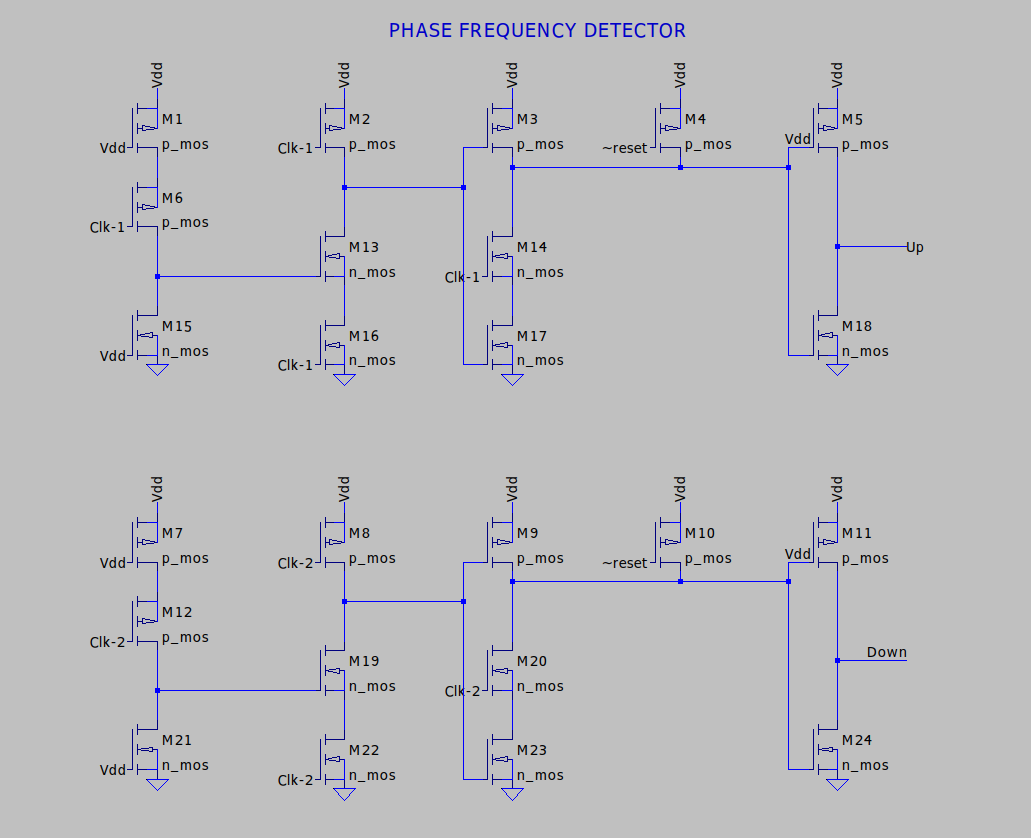 PHASE FREQUENCY DETECTOR
Vdd Vdd Vdd Vdd Vdd
M1 M2 M3 M4 M5
Vdd p_mos Clk-1 p_mos p_mos ~reset p_mos Vdd p_mos
M6
Clk-1 p_mos
Up
M13 M14
n_mos Clk-1 n_mos
M15 M16 M17 M18
Vdd n_mos Clk-1 n_mos n_mos n_mos
Vdd Vdd Vdd Vdd Vdd
M7 M8 M9 M10 M11
Vdd p_mos Clk-2 p_mos p_mos ~reset p_mos Vdd p_mos
M12
Clk-2 p_mos
Down
M19 M20
n_mos Clk-2 n_mos
M21 M22 M23 M24
Vdd n_mos Clk-2 n_mos n_mos n_mos